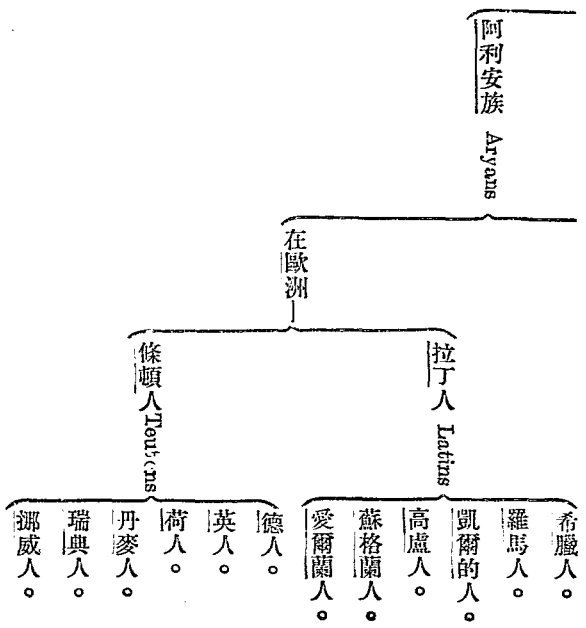 阿利安族 Aryans
在歐洲
拉丁人 Latins
希臘人。
羅馬人。
凱爾的人。
高盧人。
蘇格蘭人。
愛爾蘭人。
條頓人 Teutons
德人。
英人。
荷人。
丹麥人。
瑞典人。
挪威人。